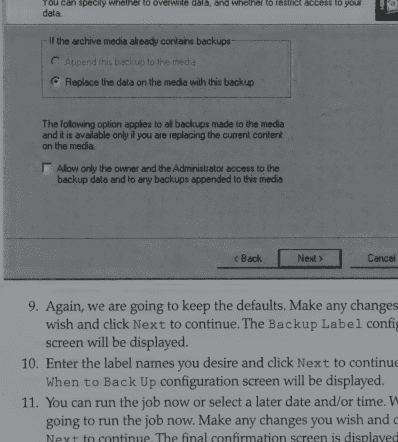 You can specify whether to overwrite data, and whether to restrict access to your
data.
If the archive media already contains backups
Append this backup to the media
Replace the data on the media with this backup
The following option applies to all backups made to the media
and it is available only if you are replacing the current content
on the media.
Allow only the owner and the Administrator access to the
backup data and to any backups appended to this media
< Back Next > Cancel
9. Again, we are going to keep the defaults. Make any changes
wish and click Next to continue. The Backup Label config
screen will be displayed.
10. Enter the label names you desire and click Next to continue
When to Back Up configuration screen will be displayed.
11. You can run the job now or select a later date and/or time. W
going to run the job now. Make any changes you wish and c
Next to continue. The final confirmation screen is displayed